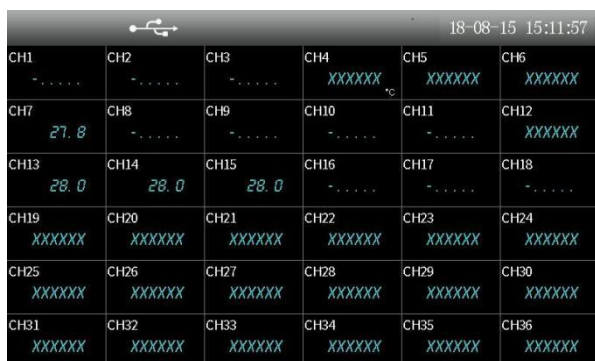 18-08-15 15:11:57
CH1 CH2 CH3 CH4 CH5 CH6
-..... -..... -..... XXXXXX °C XXXXXX XXXXXX
CH7 CH8 CH9 CH10 CH11 CH12
27.8 -..... -..... -..... -..... XXXXXX
CH13 CH14 CH15 CH16 CH17 CH18
28.0 28.0 28.0 -..... -..... -.....
CH19 CH20 CH21 CH22 CH23 CH24
XXXXXX XXXXXX XXXXXX XXXXXX XXXXXX XXXXXX
CH25 CH26 CH27 CH28 CH29 CH30
XXXXXX XXXXXX XXXXXX XXXXXX XXXXXX XXXXXX
CH31 CH32 CH33 CH34 CH35 CH36
XXXXXX XXXXXX XXXXXX XXXXXX XXXXXX XXXXXX